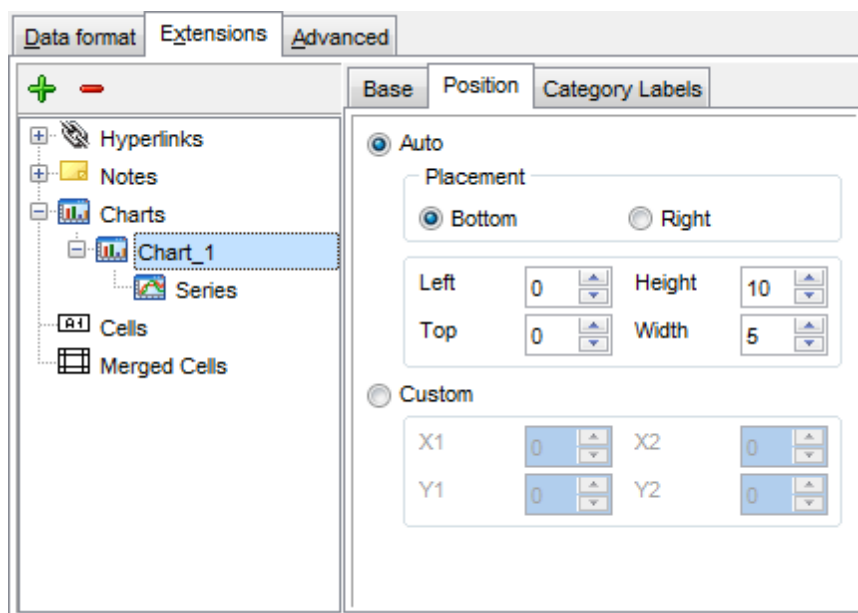 Data format Extensions Advanced
Base Position Category Labels
Hyperlinks
Notes
Charts
Chart_1
Series
Cells
Merged Cells
Auto
Placement
Bottom Right
Left 0 Height 10
Top 0 Width 5
Custom
X1 0 X2 0
Y1 0 Y2 0